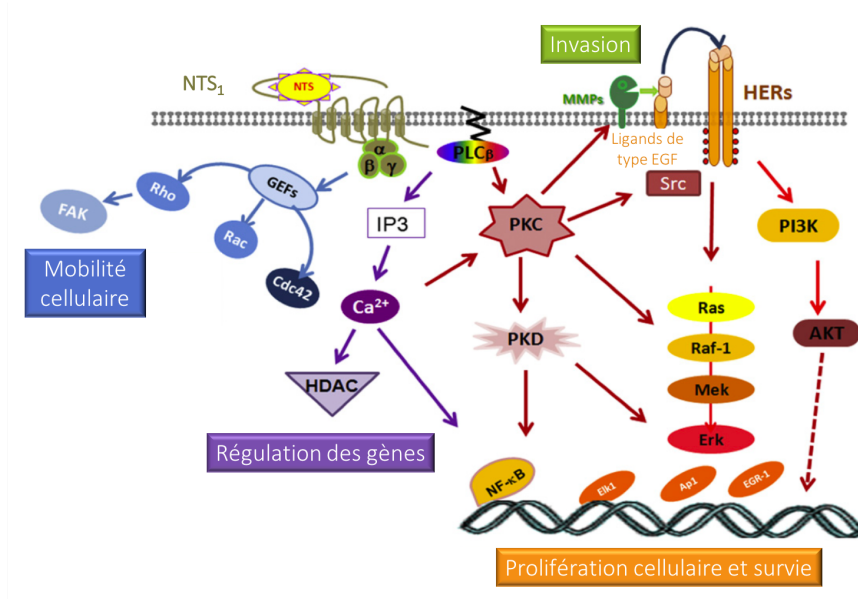 Invasion
NTS1
NTS
MMPs
HERs
Ligands de
type EGF
α
β γ
PLCβ
GEFs
Rho
FAK
Rac
Cdc42
IP3
PKC
Src
PI3K
Mobilité
cellulaire
Ca2+
Ras
Raf-1
AKT
PKD
HDAC
Mek
Erk
Régulation des gènes
NF-κB
Elk1
Ap1
EGR-1
Prolifération cellulaire et survie